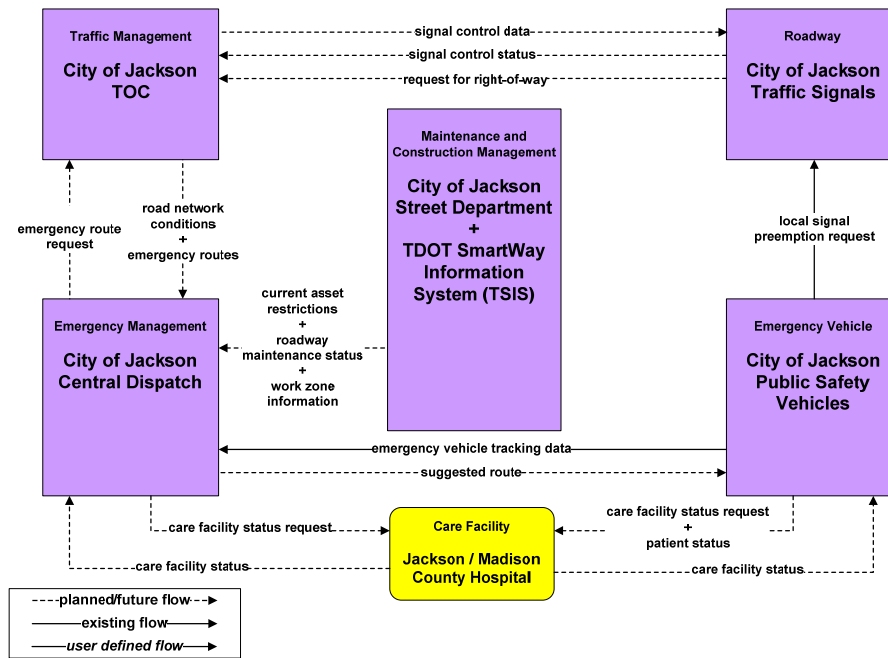 Traffic Management
City of Jackson
TOC
signal control data
signal control status
request for right-of-way
Roadway
City of Jackson
Traffic Signals
Maintenance and
Construction Management
City of Jackson
Street Department
+
TDOT SmartWay
Information
System (TSIS)
emergency route
request
road network
conditions
+
emergency routes
local signal
preemption request
current asset
restrictions
+
roadway
maintenance status
+
work zone
information
Emergency Management
City of Jackson
Central Dispatch
Emergency Vehicle
City of Jackson
Public Safety
Vehicles
emergency vehicle tracking data
suggested route
care facility status request
care facility status
Care Facility
Jackson / Madison
County Hospital
care facility status request
+
patient status
care facility status
planned/future flow
existing flow
user defined flow